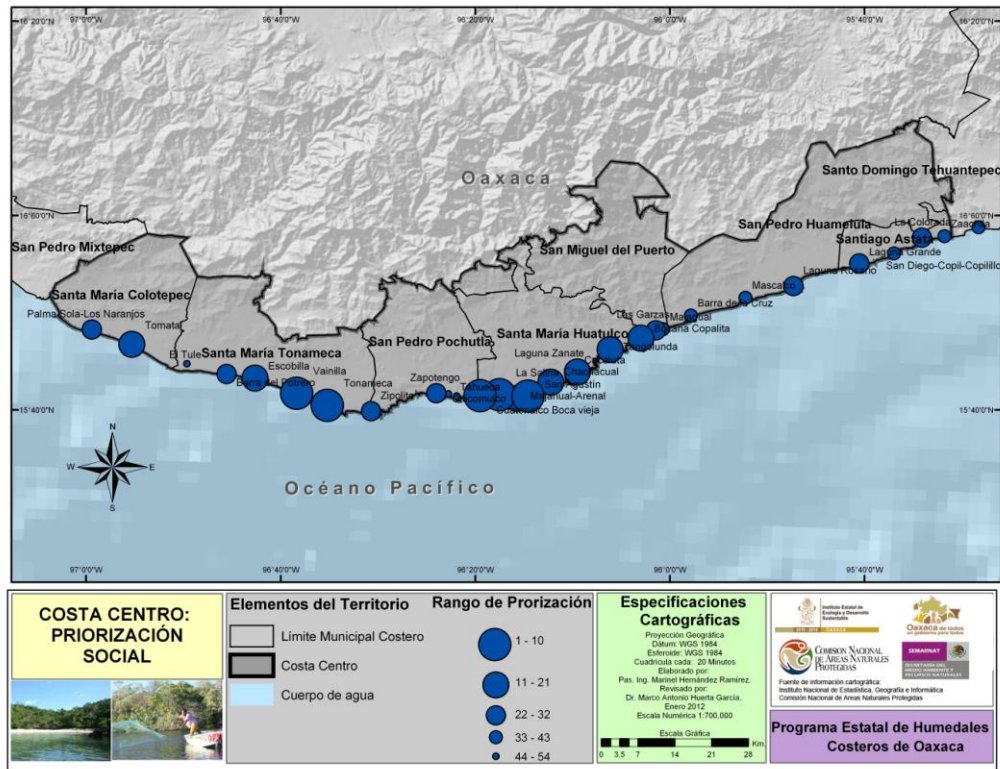 97°0'0"W
96°40'0"W
96°20'0"W
96°0'0"W
95°40'0"W
16°20'0"N
16°20'0"N
Oaxaca
Santo Domingo Tehuantepec
16°60'0"N
16°60'0"N
San Pedro Mixtepec
San Miguel del Puerto
San Pedro Huamelula
La Colorada
Zaachila
Santiago Astata
Laguna Grande
San Diego-Copil-Copilillo
Laguna Rosario
Mascalco
Santa María Colotepec
Palma Sola-Los Naranjos
Tomata
Barra de la Cruz
Los Garzas
Bocana Copalita
Santa María Huatulco
Tangolunda
San Pedro Pochutla
El Tule
Santa María Tonameca
Escobilla
Vainilla
Barra del Potrero
Tonameca
Zipolite
Zapotengo
Tahueca
Laguna Zanate
Cacaluta
Chachacual
La Salina
San Agustín
Majahual-Arenal
Boca vieja
15°40'0"N
15°40'0"N
N
W
E
S
Océano Pacífico
97°0'0"W
96°40'0"W
96°20'0"W
96°0'0"W
95°40'0"W
COSTA CENTRO:
PRIORIZACIÓN
SOCIAL
Elementos del Territorio
Límite Municipal Costero
Costa Centro
Cuerpo de agua
Rango de Prorización
1 - 10
11 - 21
22 - 32
33 - 43
44 - 54
Especificaciones
Cartográficas
Proyección Geográfica
Dátum: WGS 1984
Esferoide: WGS 1984
Cuadrícula cada: 20 Minutos
Elaborado por:
Pas. Ing. Marinel Hernández Ramírez.
Revisado por:
Dr. Marco Antonio Huerta García.
Enero 2012
Escala Numérica 1:700,000
Escala Gráfica
Km.
0 3.5 7 14 21 28
Instituto Estatal de
Ecología y Desarrollo
Sustentable
OAXACA
Oaxaca de todos
un gobierno para todos
COMISIÓN NACIONAL
DE ÁREAS NATURALES
PROTEGIDAS
SEMARNAT
SECRETARÍA DEL
MEDIO AMBIENTE Y
RECURSOS NATURALES
Fuente de información cartográfica:
Instituto Nacional de Estadística, Geografía e Informática
Comisión Nacional de Areas Naturales Protegidas
Programa Estatal de Humedales
Costeros de Oaxaca